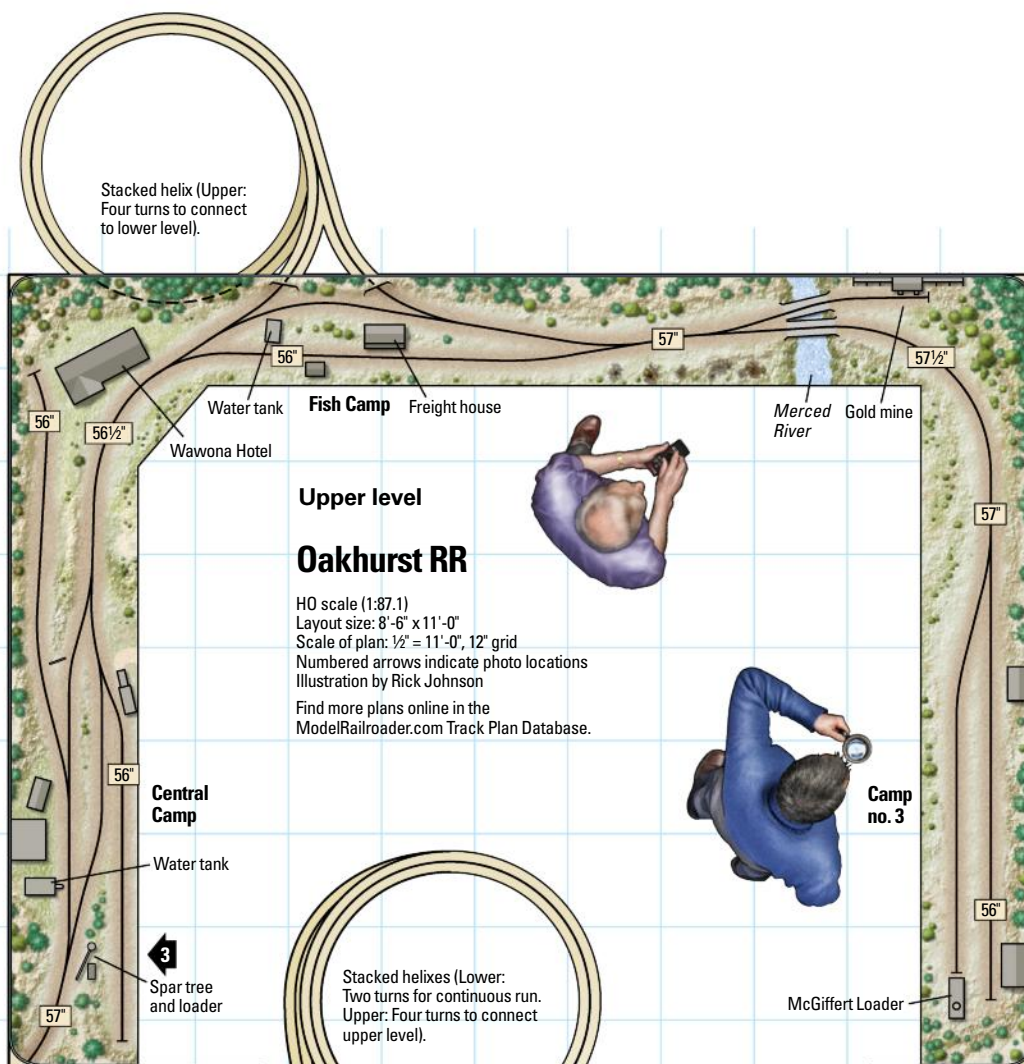 Stacked helix (Upper:
Four turns to connect
to lower level).
57"
57½"
56"
Water tank
Fish Camp
Freight house
Merced
River
Gold mine
56"
56½"
Wawona Hotel
Upper level
57"
Oakhurst RR
HO scale (1:87.1)
Layout size: 8'-6" x 11'-0"
Scale of plan: ½" = 11'-0", 12" grid
Numbered arrows indicate photo locations
Illustration by Rick Johnson
Find more plans online in the
ModelRailroader.com Track Plan Database.
56"
Central
Camp
Camp
no. 3
Water tank
56"
3
Spar tree
and loader
Stacked helixes (Lower:
Two turns for continuous run.
Upper: Four turns to connect
upper level).
McGiffert Loader
57"